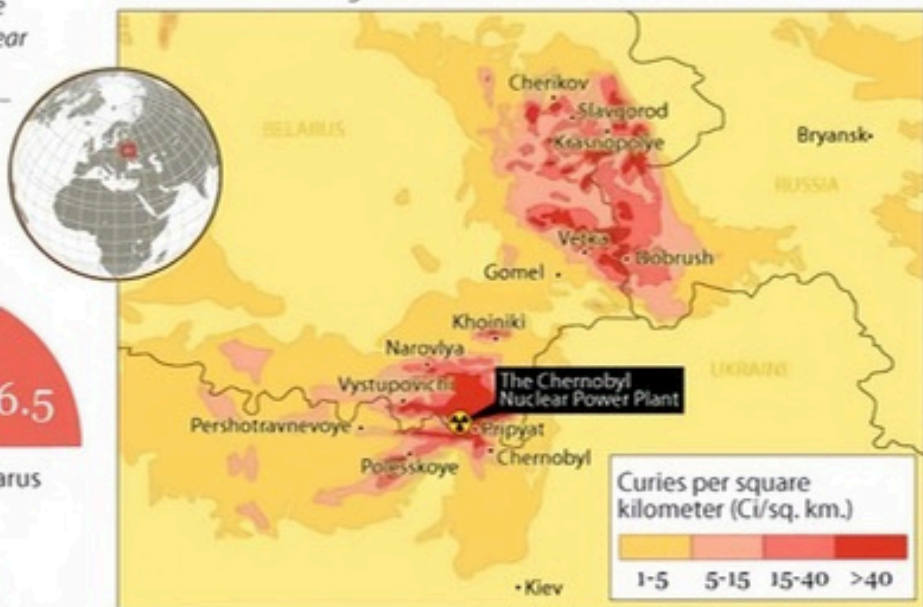 ear
BELARUS
Cherikov
Slavgorod
Krasnopolye
Bryansk
RUSSIA
Vetka
Dobrush
Gomel
Khoiniki
Narovlya
Vystupovichi
The Chernobyl
Nuclear Power Plant
UKRAINE
6.5
Pershotravnevoye
Pripyat
Polesskoye
Chernobyl
arus
Curies per square
kilometer (Ci/sq. km.)
1-5 5-15 15-40 >40
Kiev